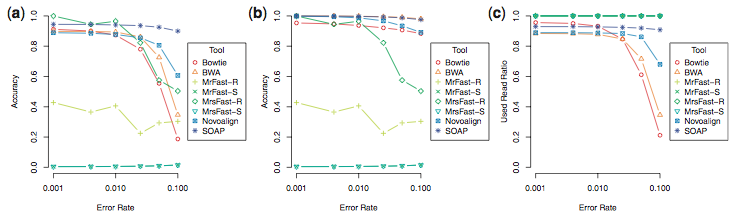 (a)
Accuracy
1.0
0.8
0.6
0.4
0.2
0.0
0.001
0.010
0.100
Error Rate
Tool
Bowtie
BWA
MrFast-R
MrFast-S
MrsFast-R
MrsFast-S
Novoalign
SOAP
(b)
Accuracy
1.0
0.8
0.6
0.4
0.2
0.0
0.001
0.010
0.100
Error Rate
Tool
Bowtie
BWA
MrFast-R
MrFast-S
MrsFast-R
MrsFast-S
Novoalign
SOAP
(c)
Used Read Ratio
1.0
0.8
0.6
0.4
0.2
0.0
0.001
0.010
0.100
Error Rate
Tool
Bowtie
BWA
MrFast-R
MrFast-S
MrsFast-R
MrsFast-S
Novoalign
SOAP